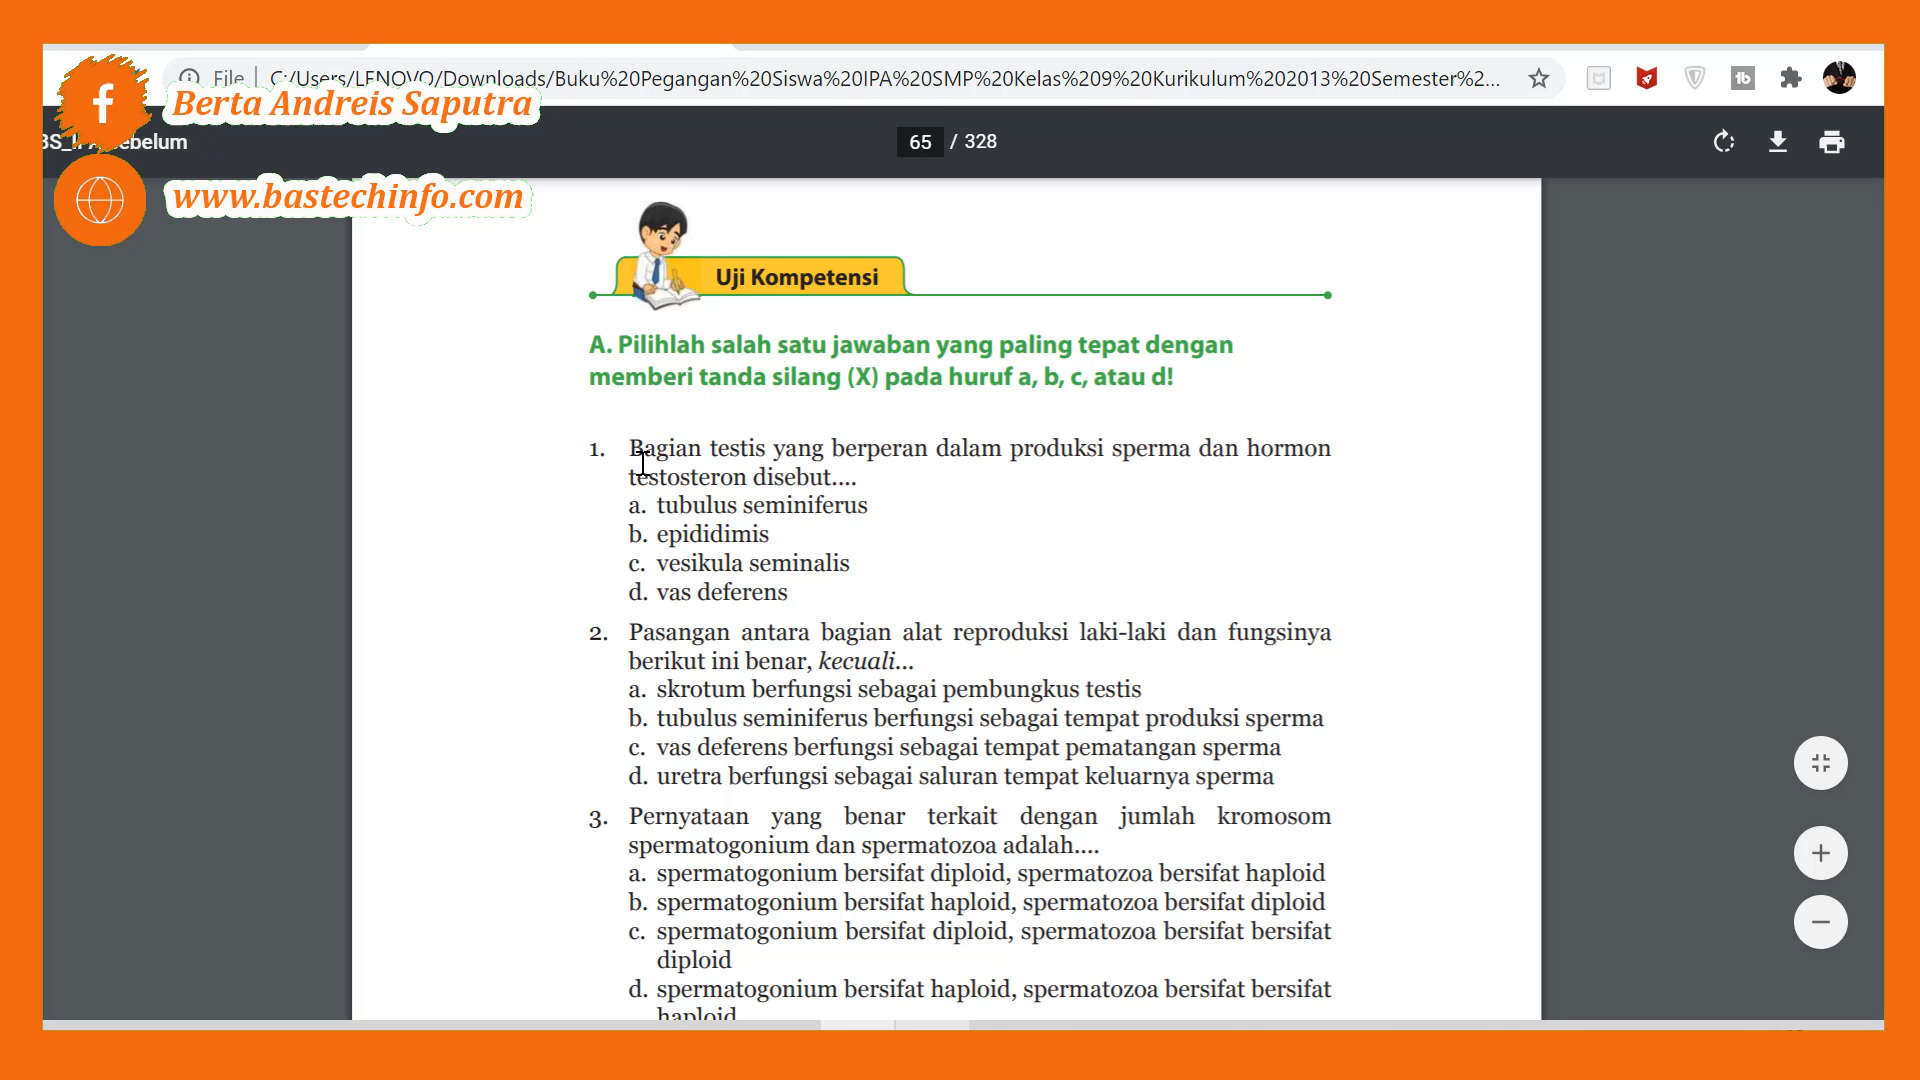 File | C:/Users/LENOVO/Downloads/Buku%20Pegangan%20Siswa%20IPA%20SMP%20Kelas%209%20Kurikulum%202013%20Semester%2...
Berta Andreis Saputra
65 / 328
www.bastechinfo.com
Uji Kompetensi
A. Pilihlah salah satu jawaban yang paling tepat dengan
memberi tanda silang (X) pada huruf a, b, c, atau d!
1. Bagian testis yang berperan dalam produksi sperma dan hormon
testosteron disebut....
a. tubulus seminiferus
b. epididimis
c. vesikula seminalis
d. vas deferens
2. Pasangan antara bagian alat reproduksi laki-laki dan fungsinya
berikut ini benar, kecuali...
a. skrotum berfungsi sebagai pembungkus testis
b. tubulus seminiferus berfungsi sebagai tempat produksi sperma
c. vas deferens berfungsi sebagai tempat pematangan sperma
d. uretra berfungsi sebagai saluran tempat keluarnya sperma
3. Pernyataan yang benar terkait dengan jumlah kromosom
spermatogonium dan spermatozoa adalah....
a. spermatogonium bersifat diploid, spermatozoa bersifat haploid
b. spermatogonium bersifat haploid, spermatozoa bersifat diploid
c. spermatogonium bersifat diploid, spermatozoa bersifat bersifat
diploid
d. spermatogonium bersifat haploid, spermatozoa bersifat bersifat
haploid